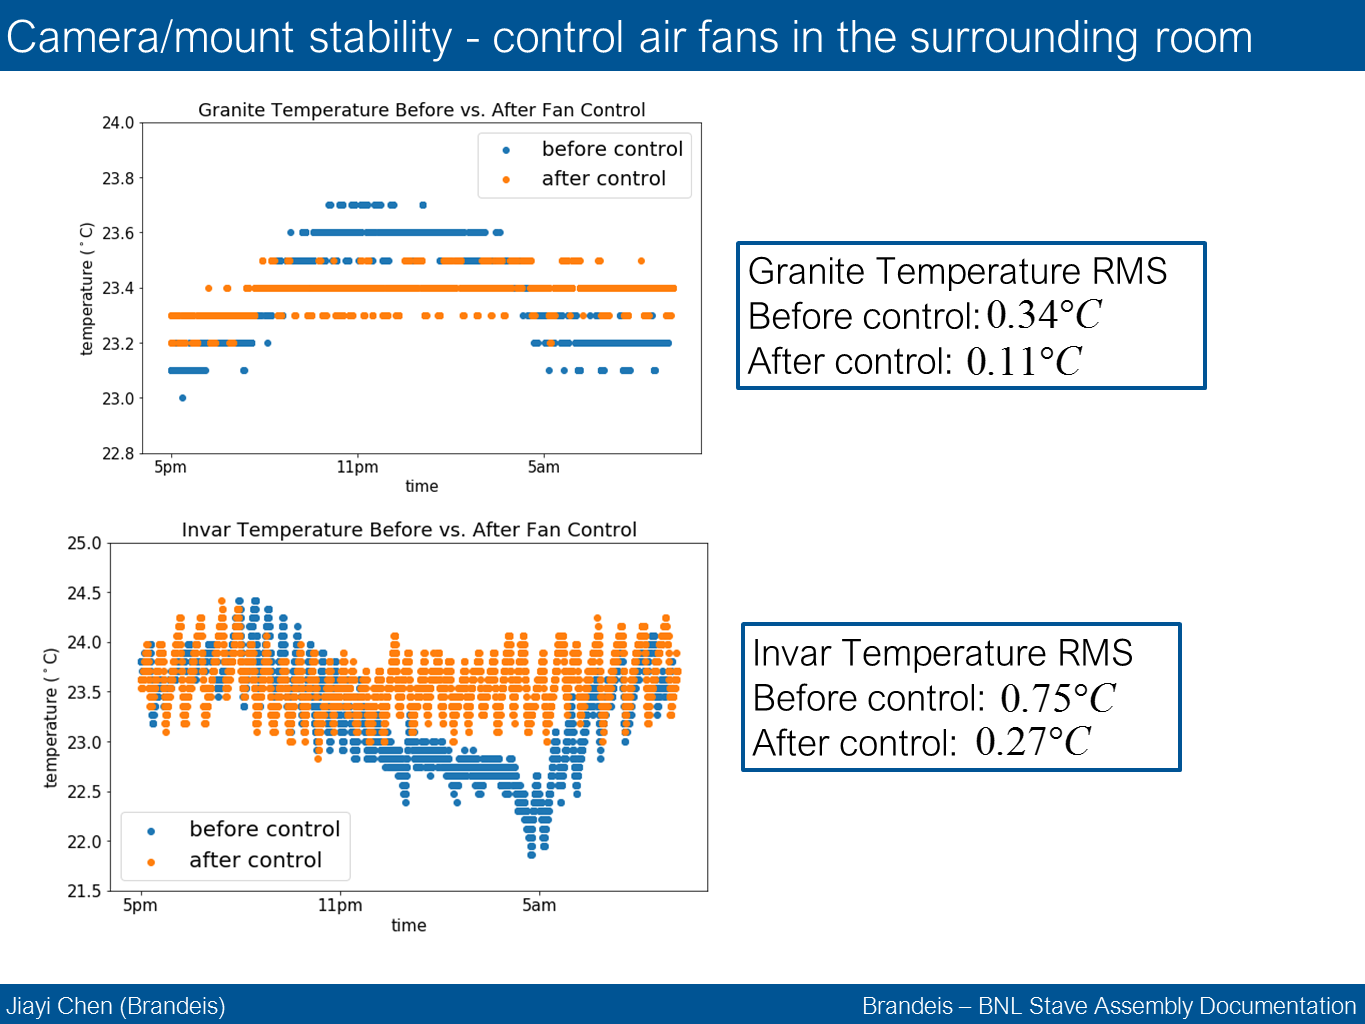 Camera/mount stability - control air fans in the surrounding room
Granite Temperature Before vs. After Fan Control
24.0
23.8
23.6
23.4
23.2
23.0
22.8
temperature (°C)
before control
after control
5pm
11pm
5am
time
Granite Temperature RMS
Before control: 0.34°C
After control: 0.11°C
Invar Temperature Before vs. After Fan Control
25.0
24.5
24.0
23.5
23.0
22.5
22.0
21.5
temperature (°C)
before control
after control
5pm
11pm
5am
time
Invar Temperature RMS
Before control: 0.75°C
After control: 0.27°C
Jiayi Chen (Brandeis)
Brandeis – BNL Stave Assembly Documentation